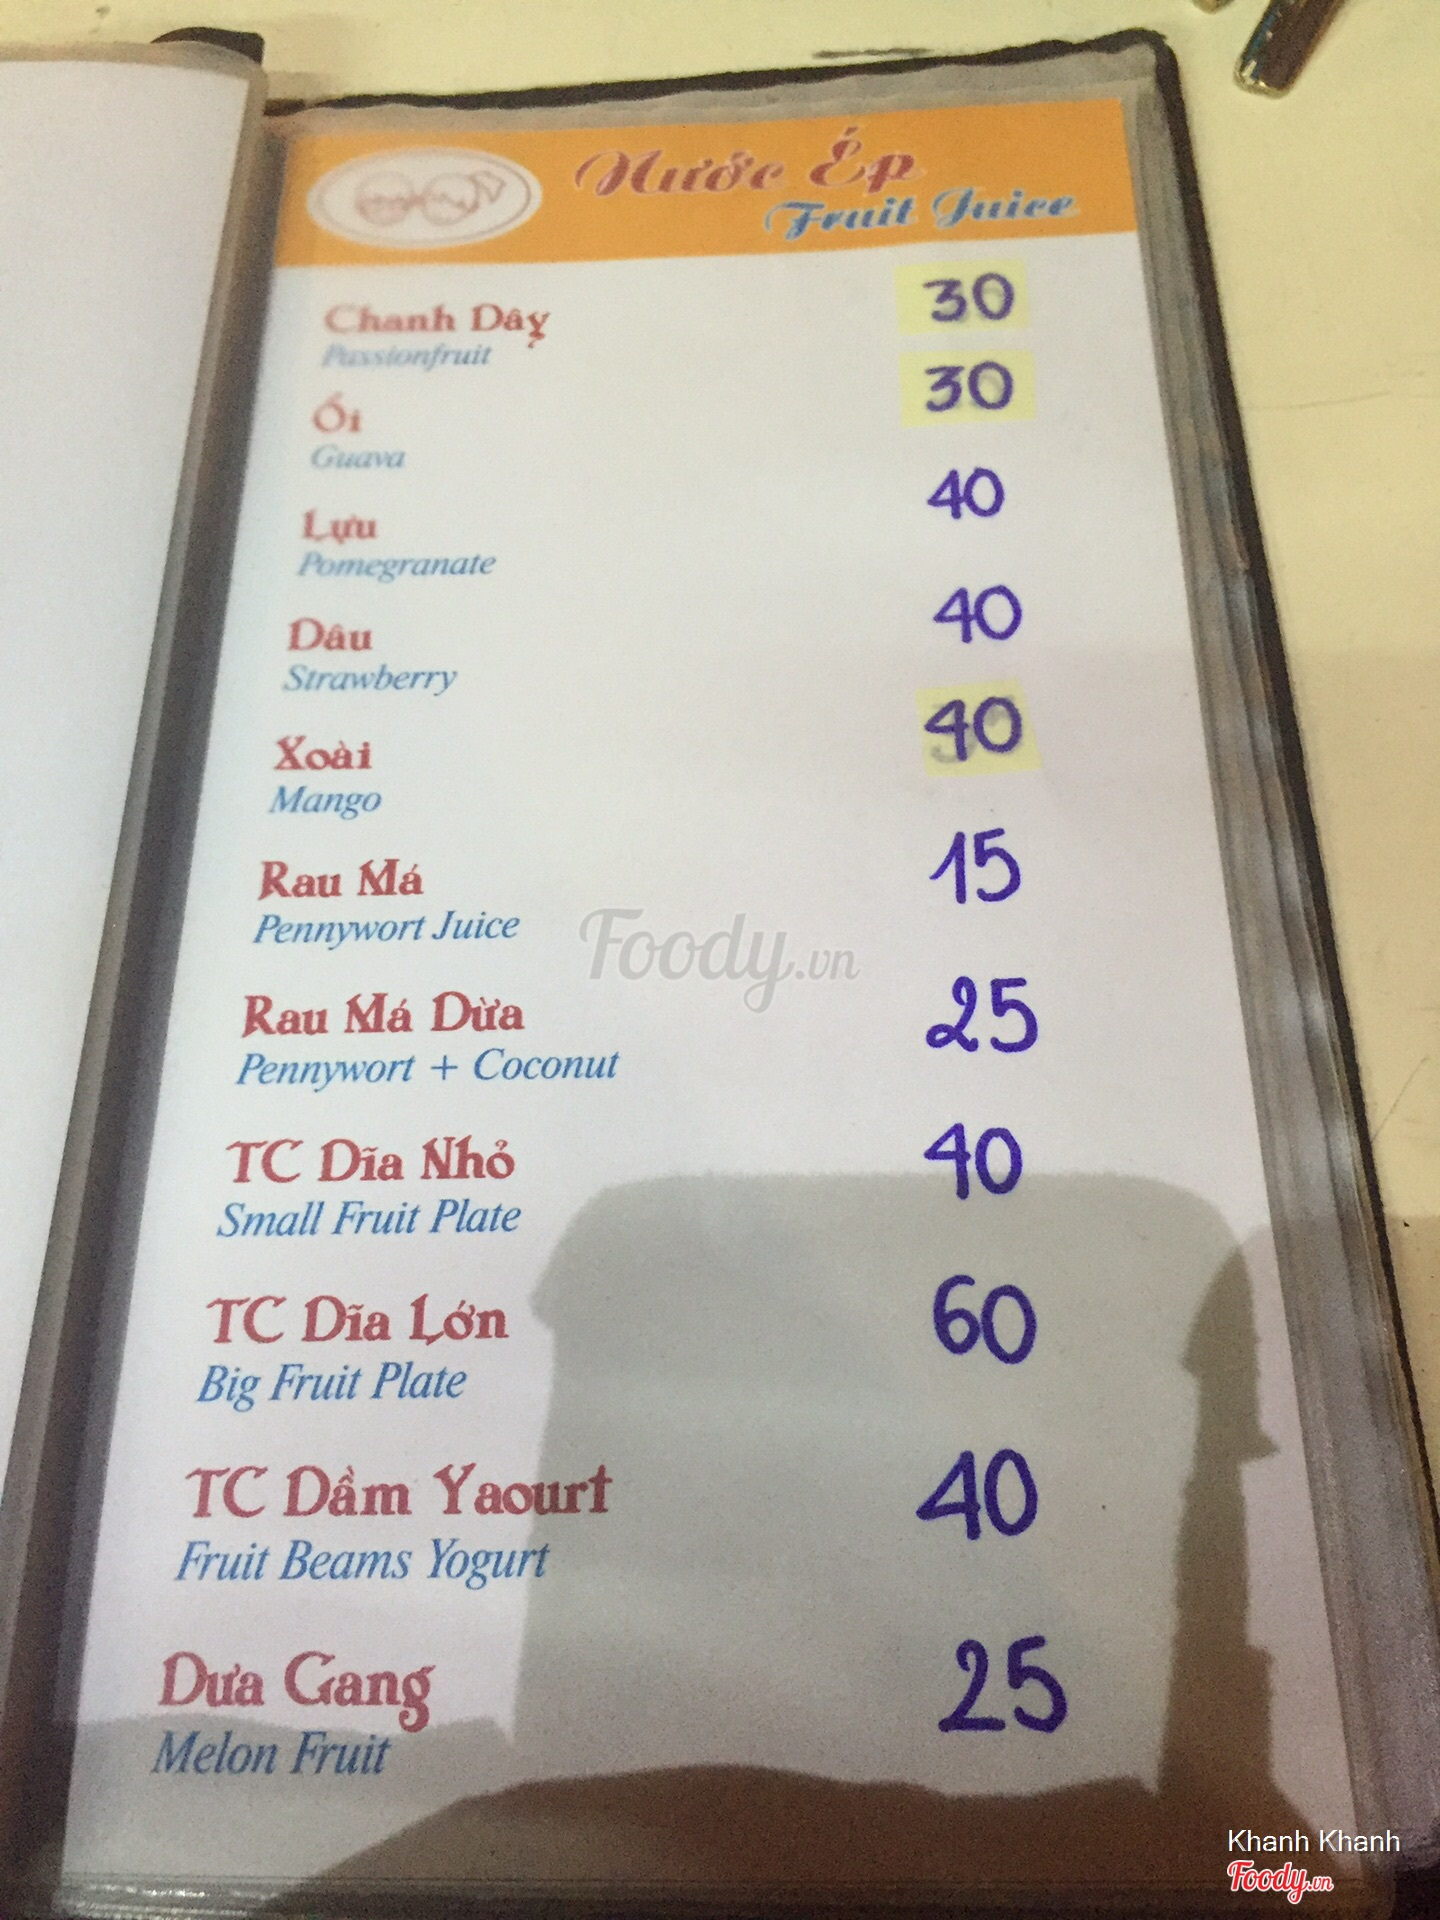 Nước Ép
Fruit Juice
Chanh Dây 30
Passionfruit
Ổi 30
Guava
Lựu 40
Pomegranate
Dâu 40
Strawberry
Xoài 40
Mango
Rau Má 15
Pennywort Juice
Rau Má Dừa 25
Pennywort + Coconut
TC Dĩa Nhỏ 40
Small Fruit Plate
TC Dĩa Lớn 60
Big Fruit Plate
TC Dầm Yaourt 40
Fruit Beams Yogurt
Dưa Gang 25
Melon Fruit
Foody.vn
Khanh Khanh
Foody.vn